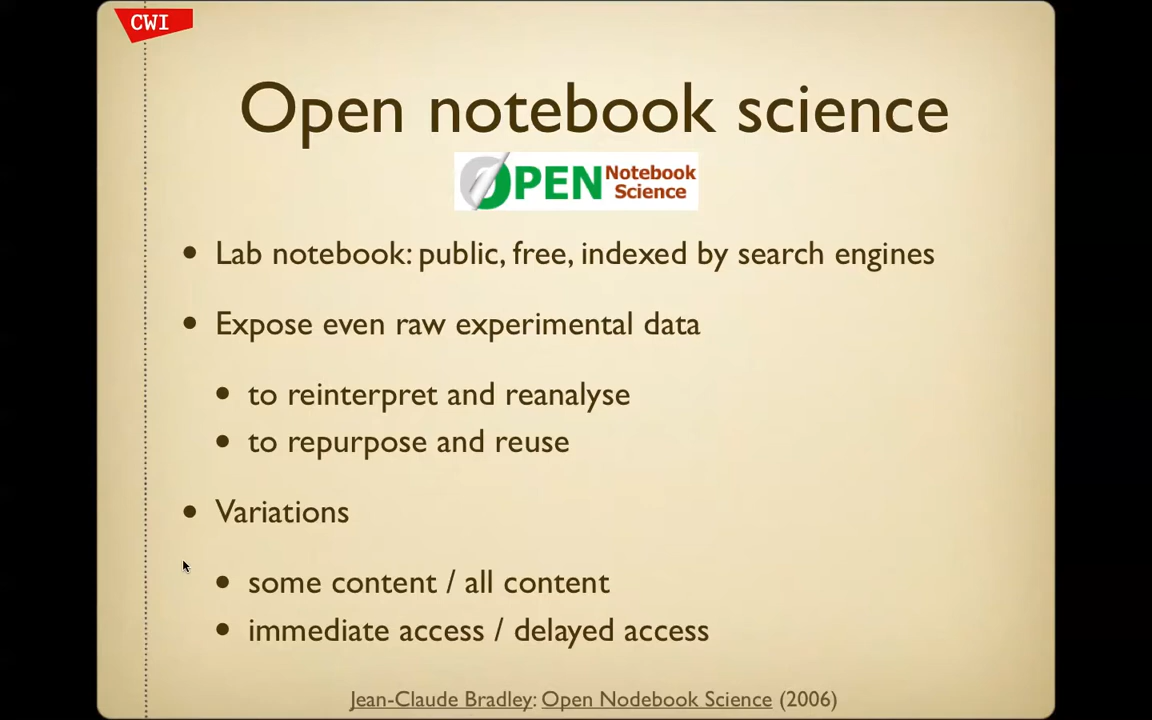 CWI
Open notebook science
OPEN Notebook
Science
• Lab notebook: public, free, indexed by search engines
• Expose even raw experimental data
• to reinterpret and reanalyse
• to repurpose and reuse
• Variations
• some content / all content
• immediate access / delayed access
Jean-Claude Bradley: Open Nodebook Science (2006)